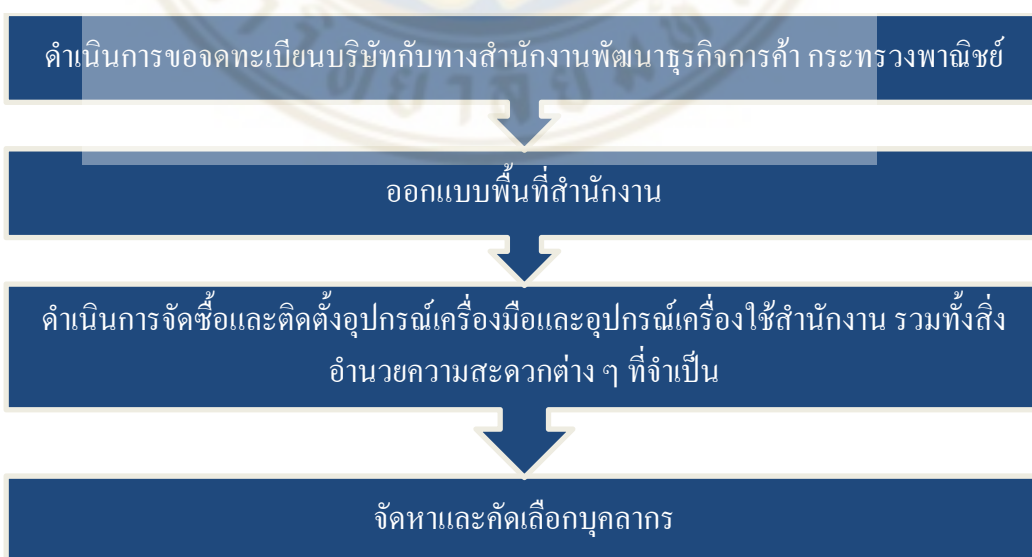 ดำเนินการขอจดทะเบียนบริษัทกับทางสำนักงานพัฒนาธุรกิจการค้า กระทรวงพาณิชย์
ออกแบบพื้นที่สำนักงาน
ดำเนินการจัดซื้อและติดตั้งอุปกรณ์เครื่องมือและอุปกรณ์เครื่องใช้สำนักงาน รวมทั้งสิ่ง
อำนวยความสะดวกต่าง ๆ ที่จำเป็น
จัดหาและคัดเลือกบุคลากร